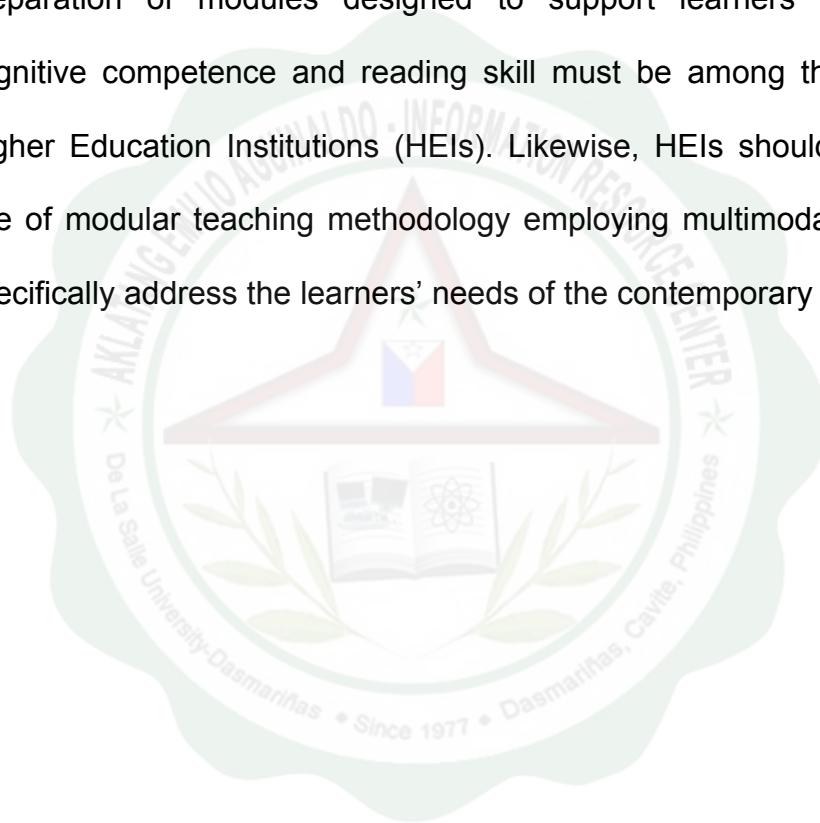 eparation of modules designed to support learners
gnitive competence and reading skill must be among th
gher Education Institutions (HEIs). Likewise, HEIs should
e of modular teaching methodology employing multimoda
ecifically address the learners’ needs of the contemporary
AKLATANG EMILIO AGUINALDO - INFORMATION RESOURCE CENTER
De La Salle University-Dasmariñas • Since 1977 • Dasmariñas, Cavite, Philippines